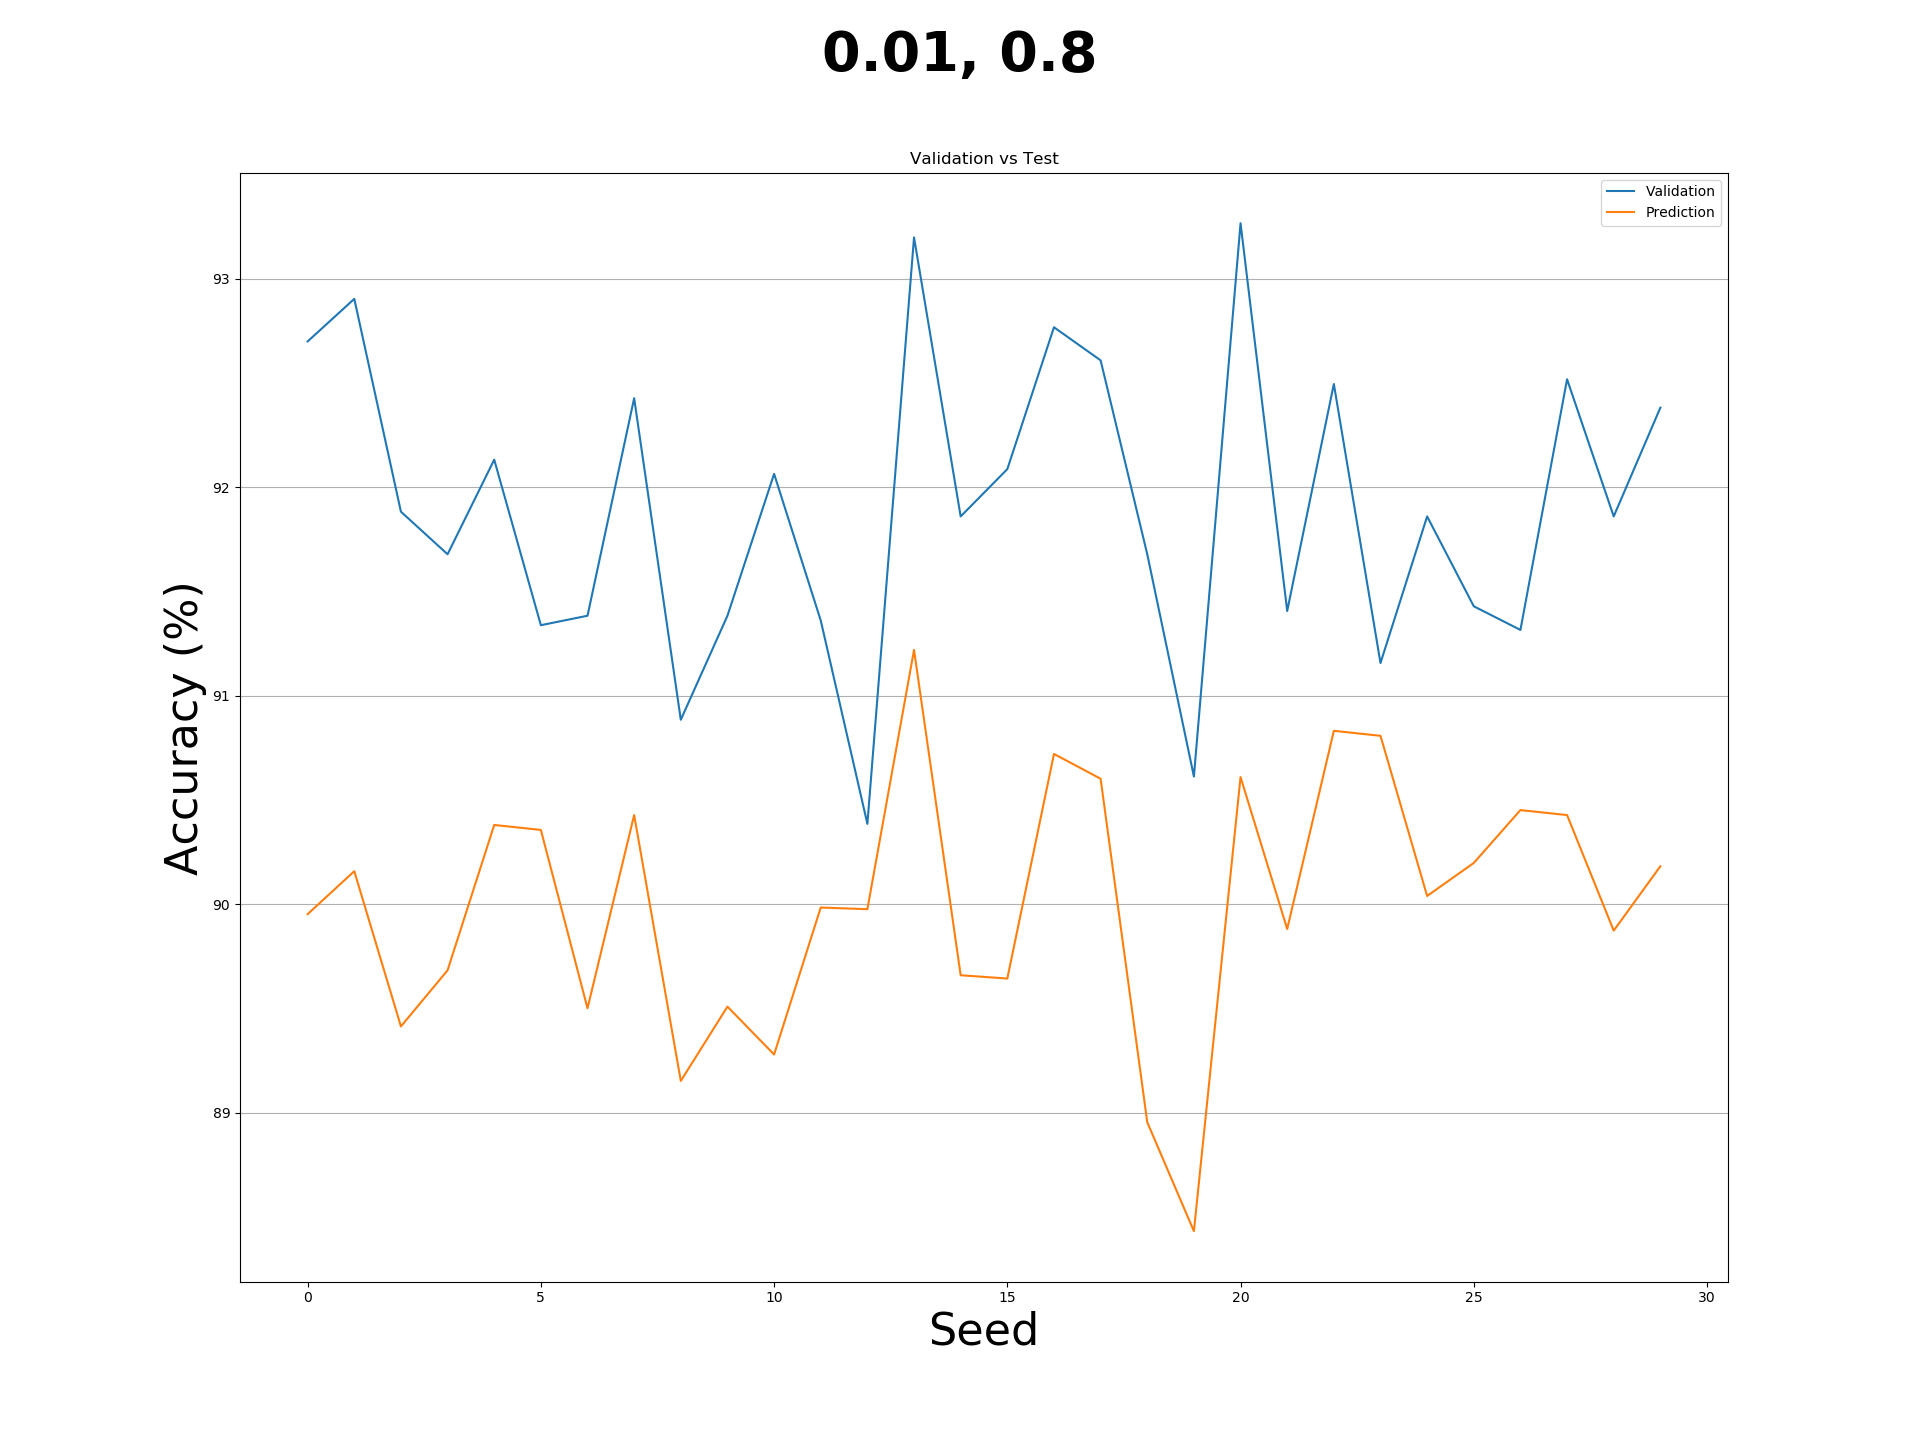 0.01, 0.8
Validation vs Test
Validation
Prediction
93
92
91
90
89
Accuracy (%)
0 5 10 15 20 25 30
Seed